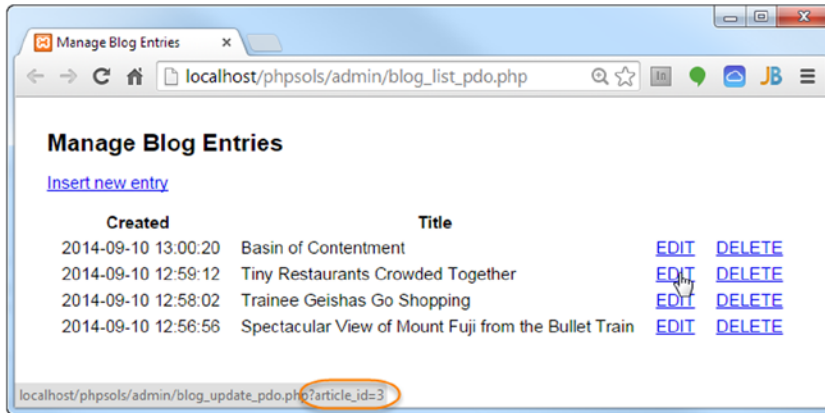 Manage Blog Entries
localhost/phpsols/admin/blog_list_pdo.php
In JB
Manage Blog Entries
Insert new entry
Created Title
2014-09-10 13:00:20 Basin of Contentment EDIT DELETE
2014-09-10 12:59:12 Tiny Restaurants Crowded Together EDIT DELETE
2014-09-10 12:58:02 Trainee Geishas Go Shopping EDIT DELETE
2014-09-10 12:56:56 Spectacular View of Mount Fuji from the Bullet Train EDIT DELETE
localhost/phpsols/admin/blog_update_pdo.php?article_id=3